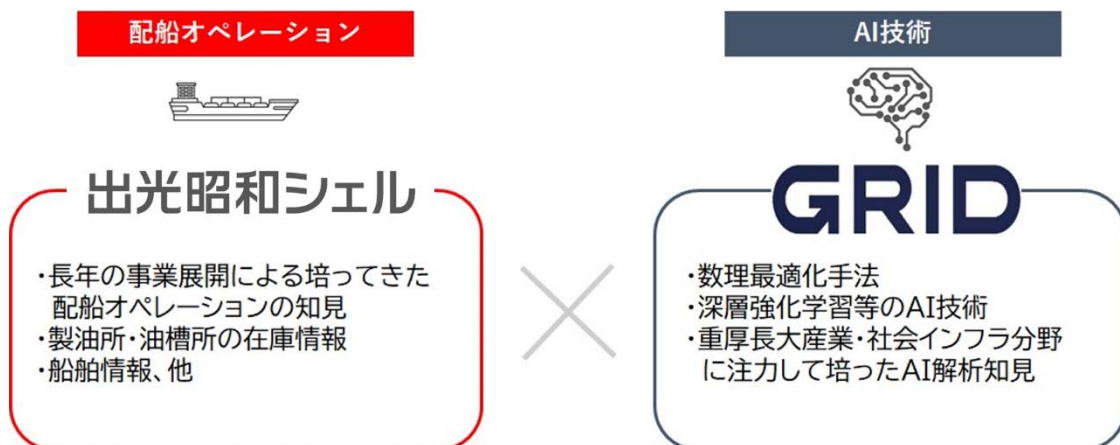 配船オペレーション
出光昭和シェル
・長年の事業展開による培ってきた
配船オペレーションの知見
・製油所・油槽所の在庫情報
・船舶情報、他
AI技術
GRID
・数理最適化手法
・深層強化学習等のAI技術
・重厚長大産業・社会インフラ分野
に注力して培ったAI解析知見